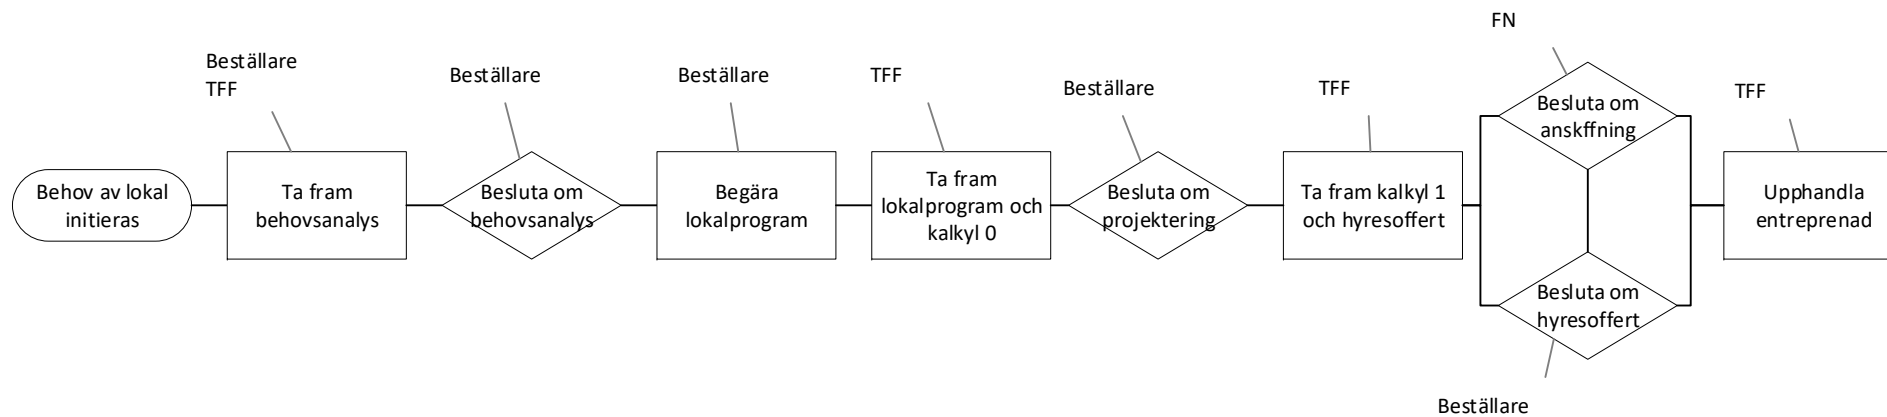 FN
Beställare
TFF
Beställare
Beställare
TFF
Beställare
TFF
TFF
Behov av lokal
initieras
Ta fram
behovsanalys
Besluta om
behovsanalys
Begära
lokalprogram
Ta fram
lokalprogram och
kalkyl 0
Besluta om
projektering
Ta fram kalkyl 1
och hyresoffert
Besluta om
anskffning
Besluta om
hyresoffert
Upphandla
entreprenad
Beställare